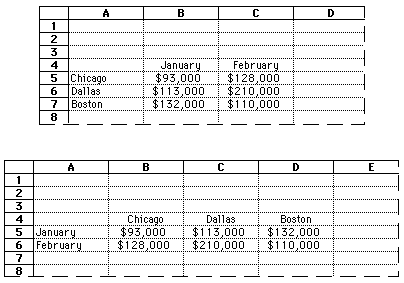 A B C D
1
2
3
4 January February
5 Chicago $93,000 $128,000
6 Dallas $113,000 $210,000
7 Boston $132,000 $110,000
8
A B C D E
1
2
3
4 Chicago Dallas Boston
5 January $93,000 $113,000 $132,000
6 February $128,000 $210,000 $110,000
7
8